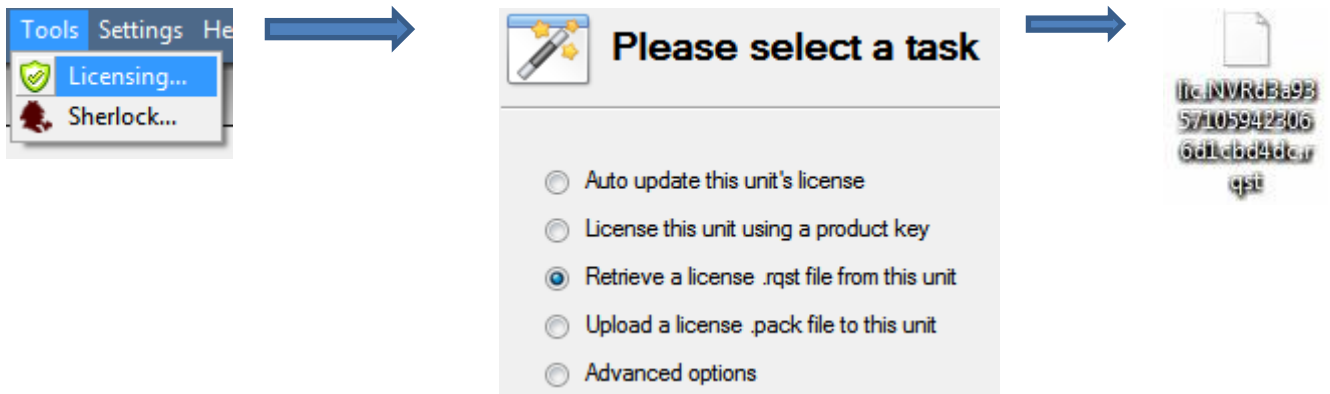 Tools Settings He
Licensing...
Sherlock...
Please select a task
Auto update this unit's license
License this unit using a product key
Retrieve a license .rqst file from this unit
Upload a license .pack file to this unit
Advanced options
lic.NVRd3a93
57105942306
6d1cbd4dc.r
qst